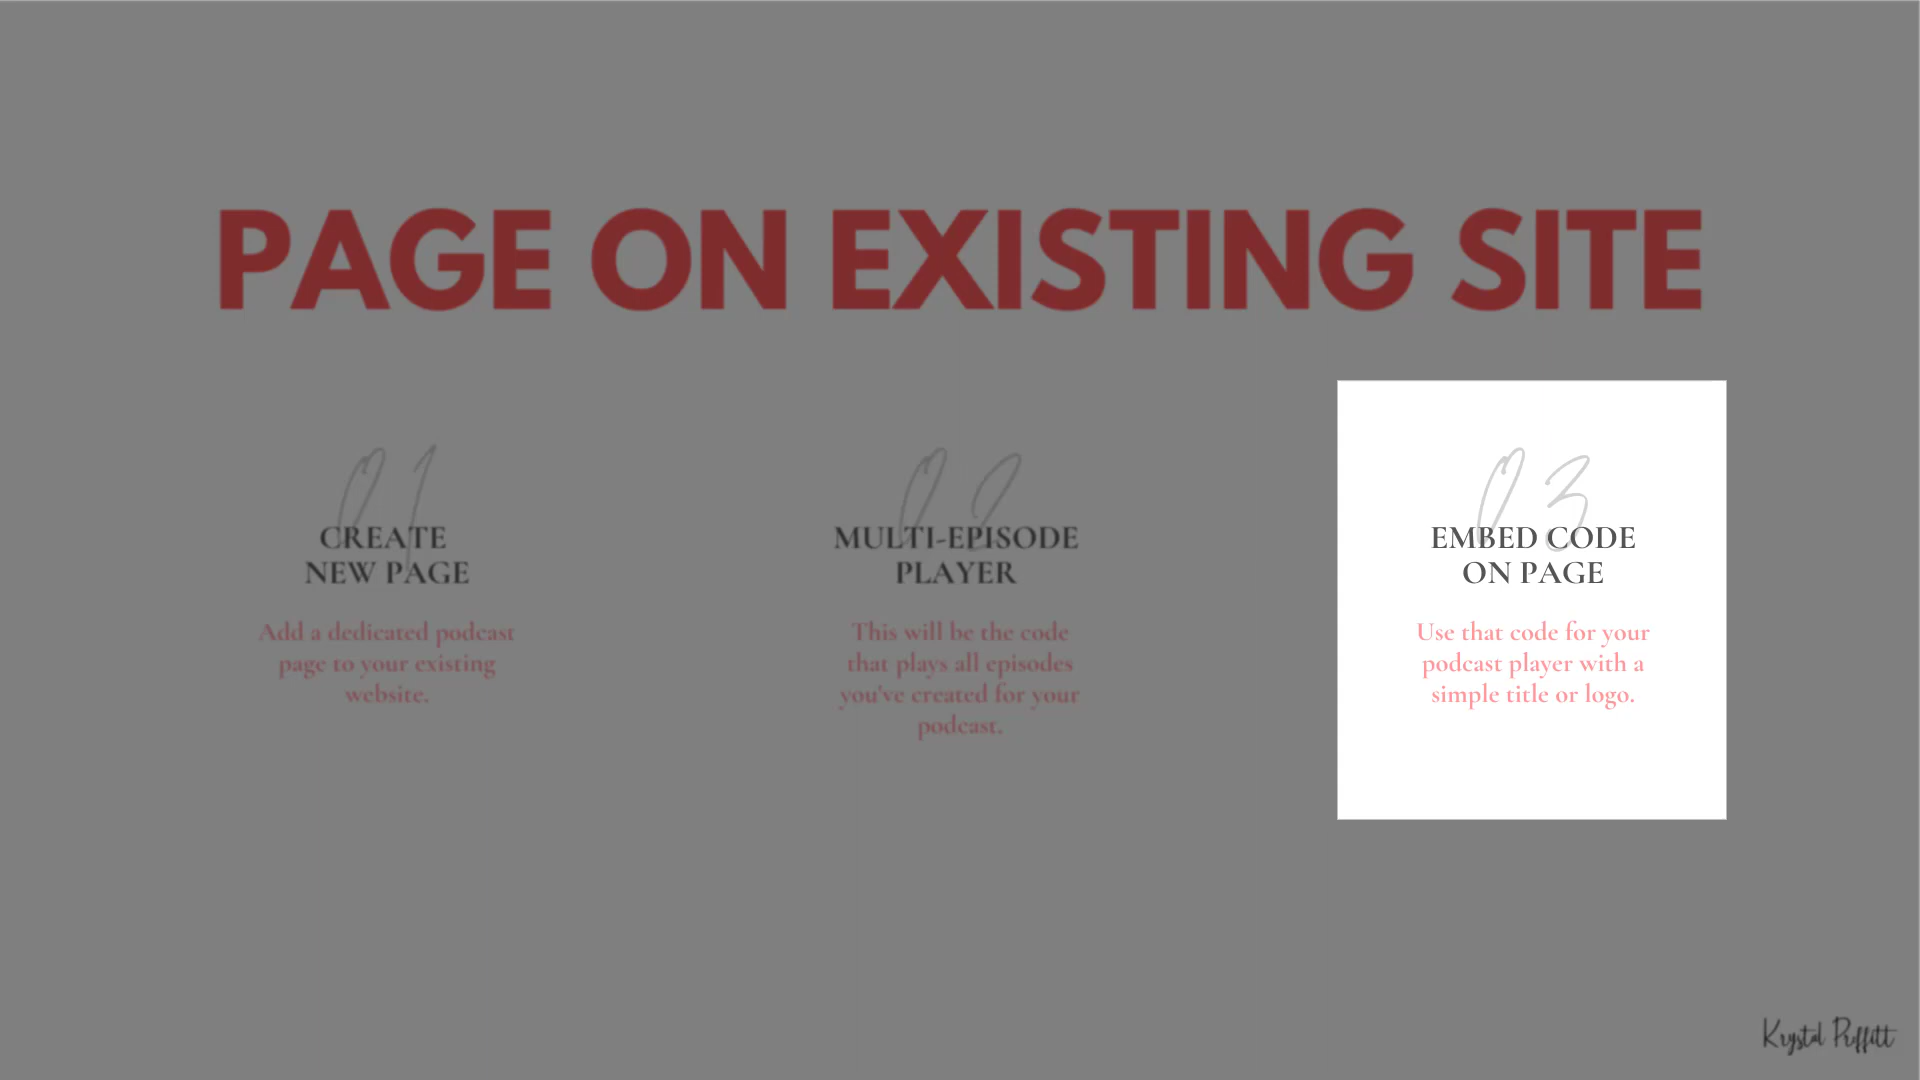 PAGE ON EXISTING SITE
01
CREATE
NEW PAGE
Add a dedicated podcast
page to your existing
website.
02
MULTI-EPISODE
PLAYER
This will be the code
that plays all episodes
you've created for your
podcast.
03
EMBED CODE
ON PAGE
Use that code for your
podcast player with a
simple title or logo.
Krystal Proffitt